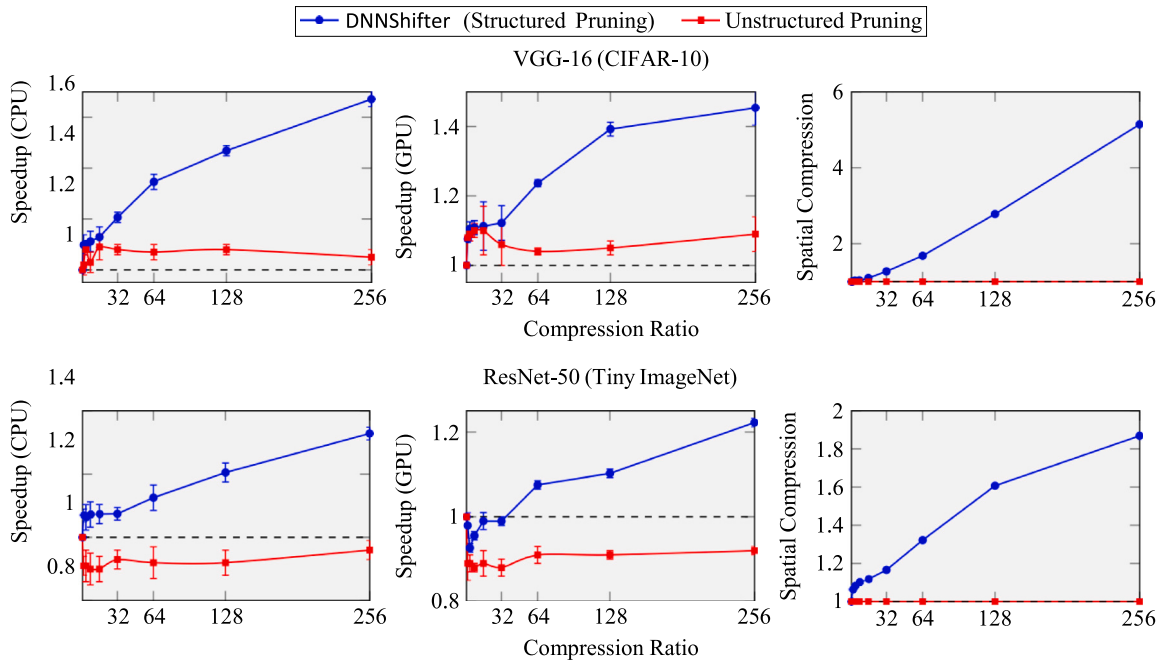 DNNShifter (Structured Pruning) Unstructured Pruning
VGG-16 (CIFAR-10)
Speedup (CPU)
1.6
1.4
1.2
1
32 64 128 256
Speedup (GPU)
1.4
1.2
1
32 64 128 256
Compression Ratio
Spatial Compression
6
4
2
32 64 128 256
ResNet-50 (Tiny ImageNet)
Speedup (CPU)
1.4
1.2
1
0.8
32 64 128 256
Speedup (GPU)
1.2
1
0.8
32 64 128 256
Compression Ratio
Spatial Compression
2
1.8
1.6
1.4
1.2
1
32 64 128 256